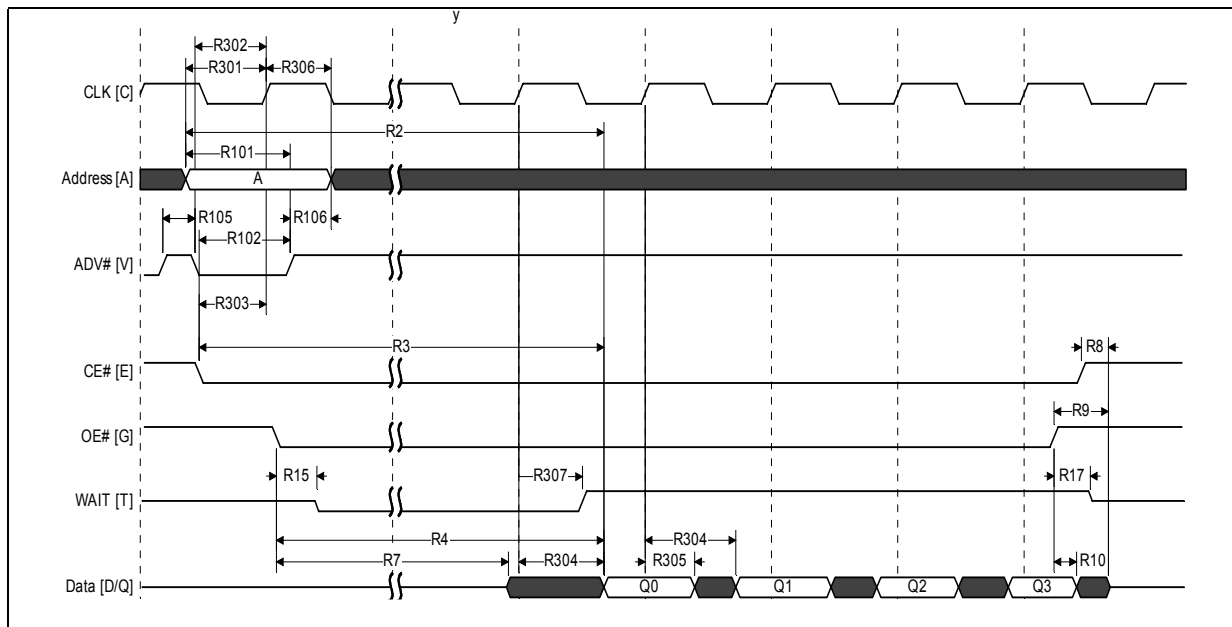 y
R302
R301 R306
CLK [C]
R2
R101
Address [A] A
R105 R106
R102
ADV# [V]
R303
R3 R8
CE# [E]
R9
OE# [G]
R15 R307 R17
WAIT [T]
R4 R304
R7 R304 R305 R10
Data [D/Q] Q0 Q1 Q2 Q3